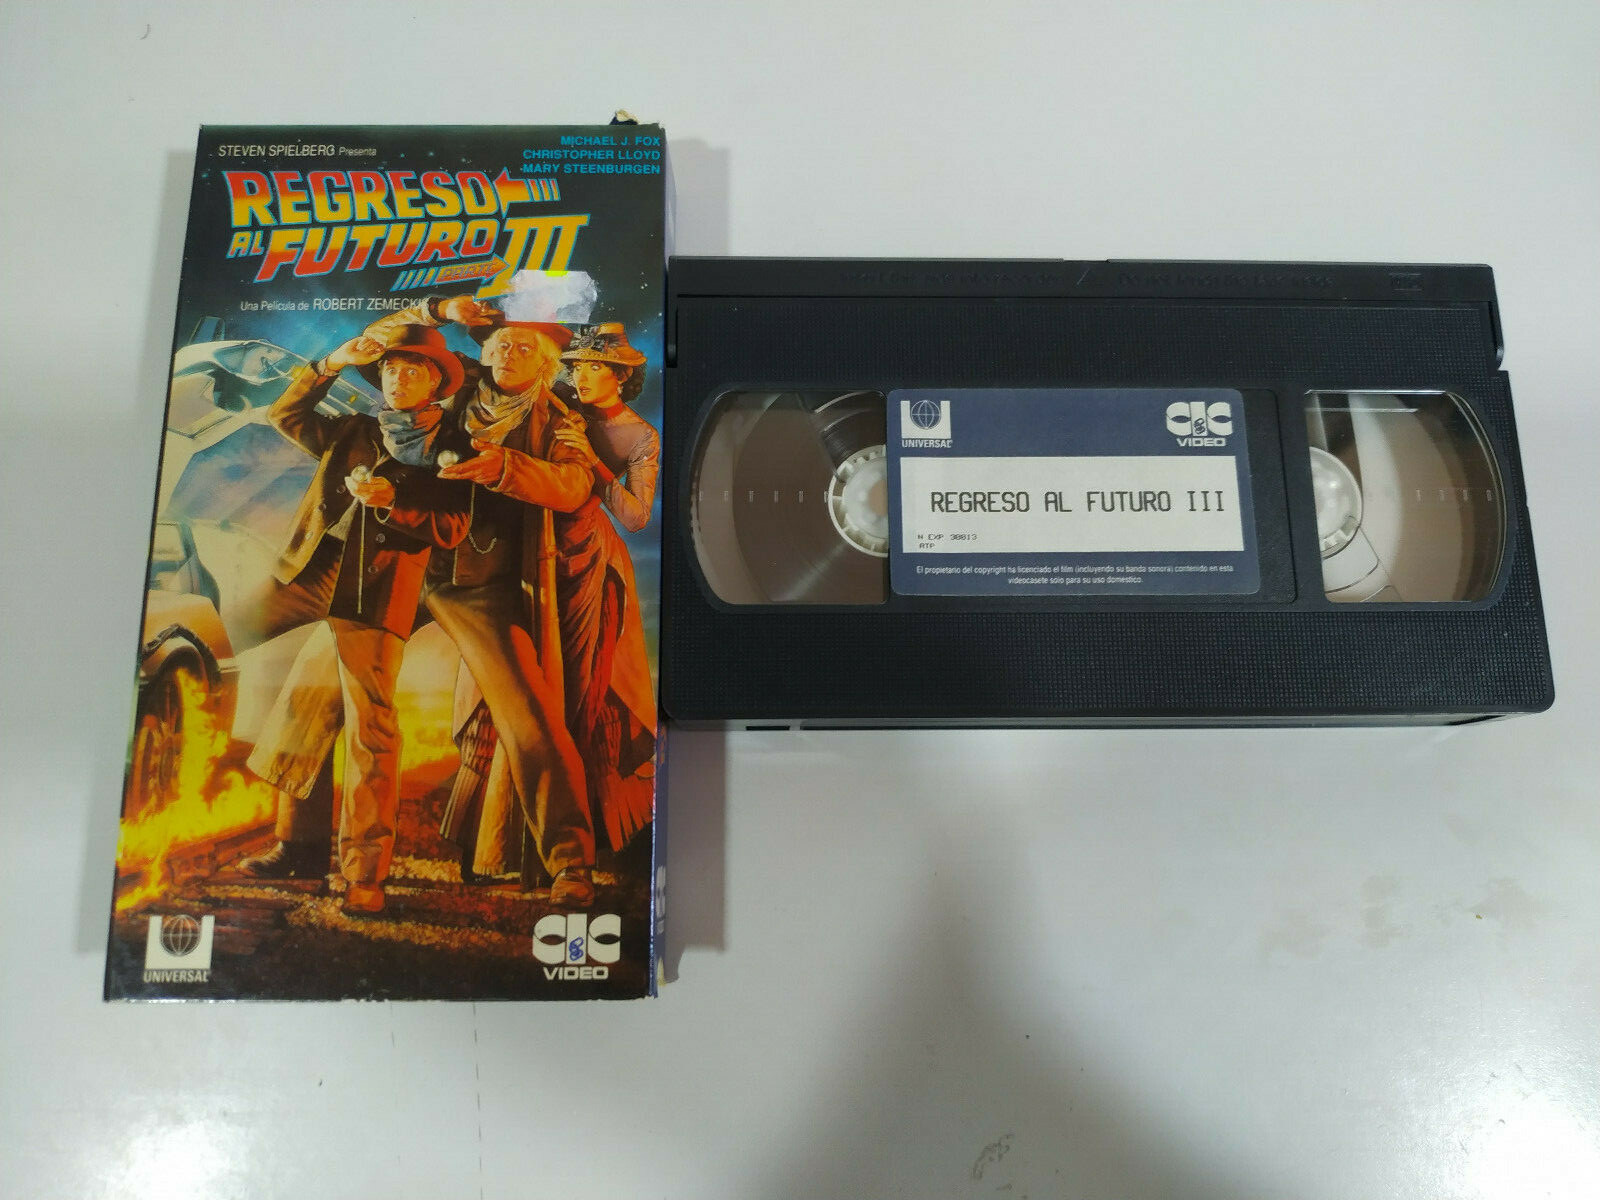 STEVEN SPIELBERG Presenta
MICHAEL J. FOX
CHRISTOPHER LLOYD
MARY STEENBURGEN
REGRESO
AL FUTURO III
PARTE
Una Película de ROBERT ZEMECKIS
UNIVERSAL
CIC
VIDEO
UNIVERSAL
CIC
VIDEO
REGRESO AL FUTURO III
N EXP 30013
RTP
El propietario del copyright ha licenciado el film (incluyendo su banda sonora) contenido en esta
videocasete solo para su uso domestico.